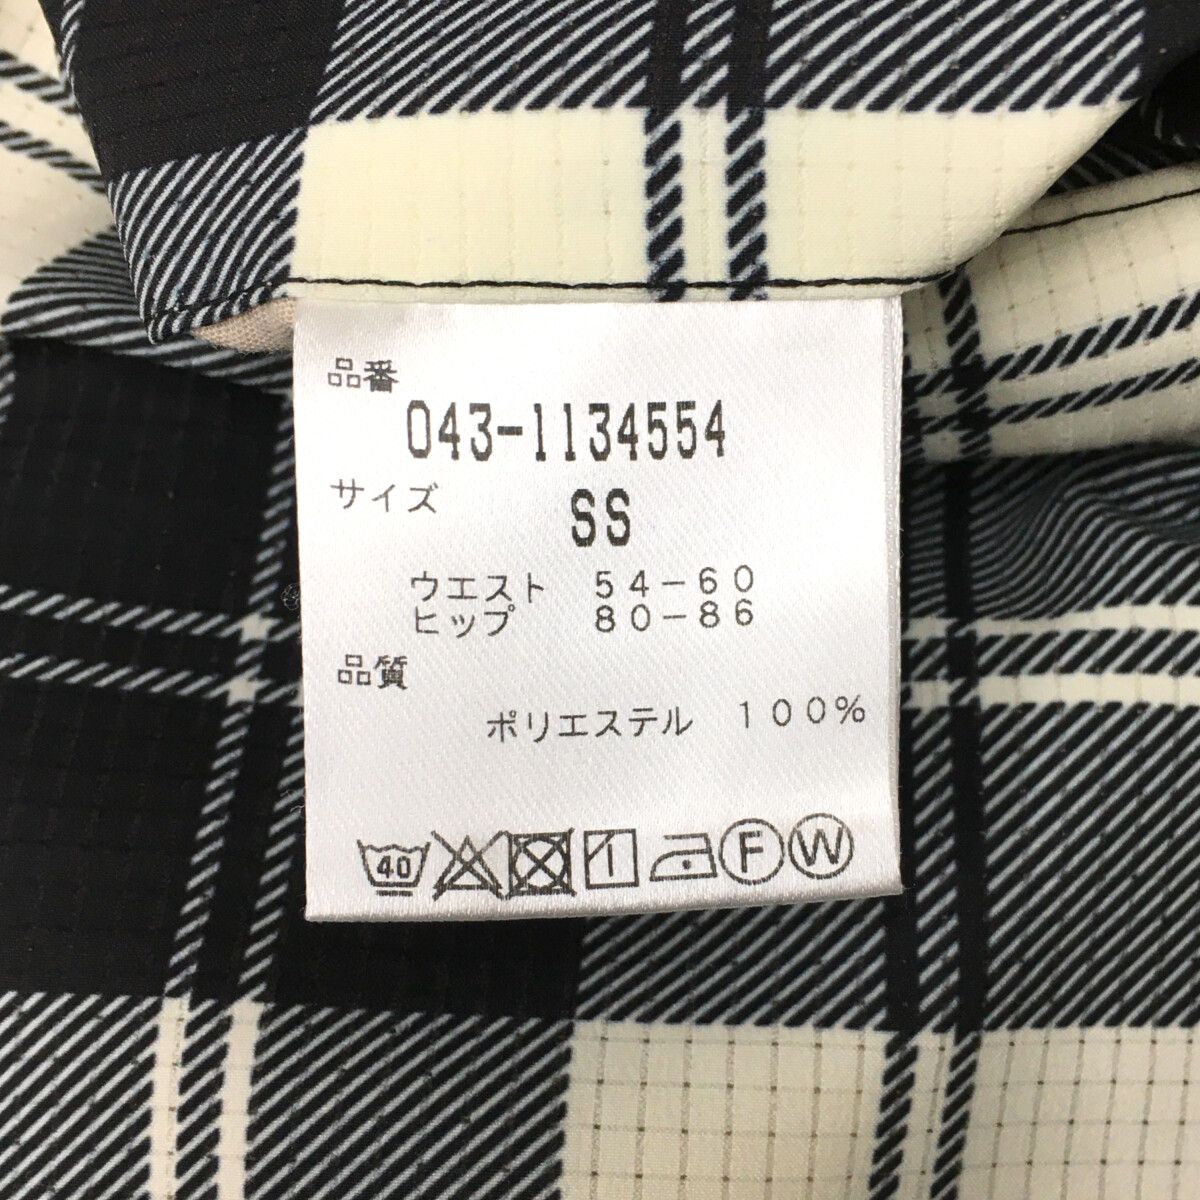 品番
043-1134554
サイズ
SS
ウエスト 54-60
ヒップ 80-86
品質
ポリエステル 100%
40 F W